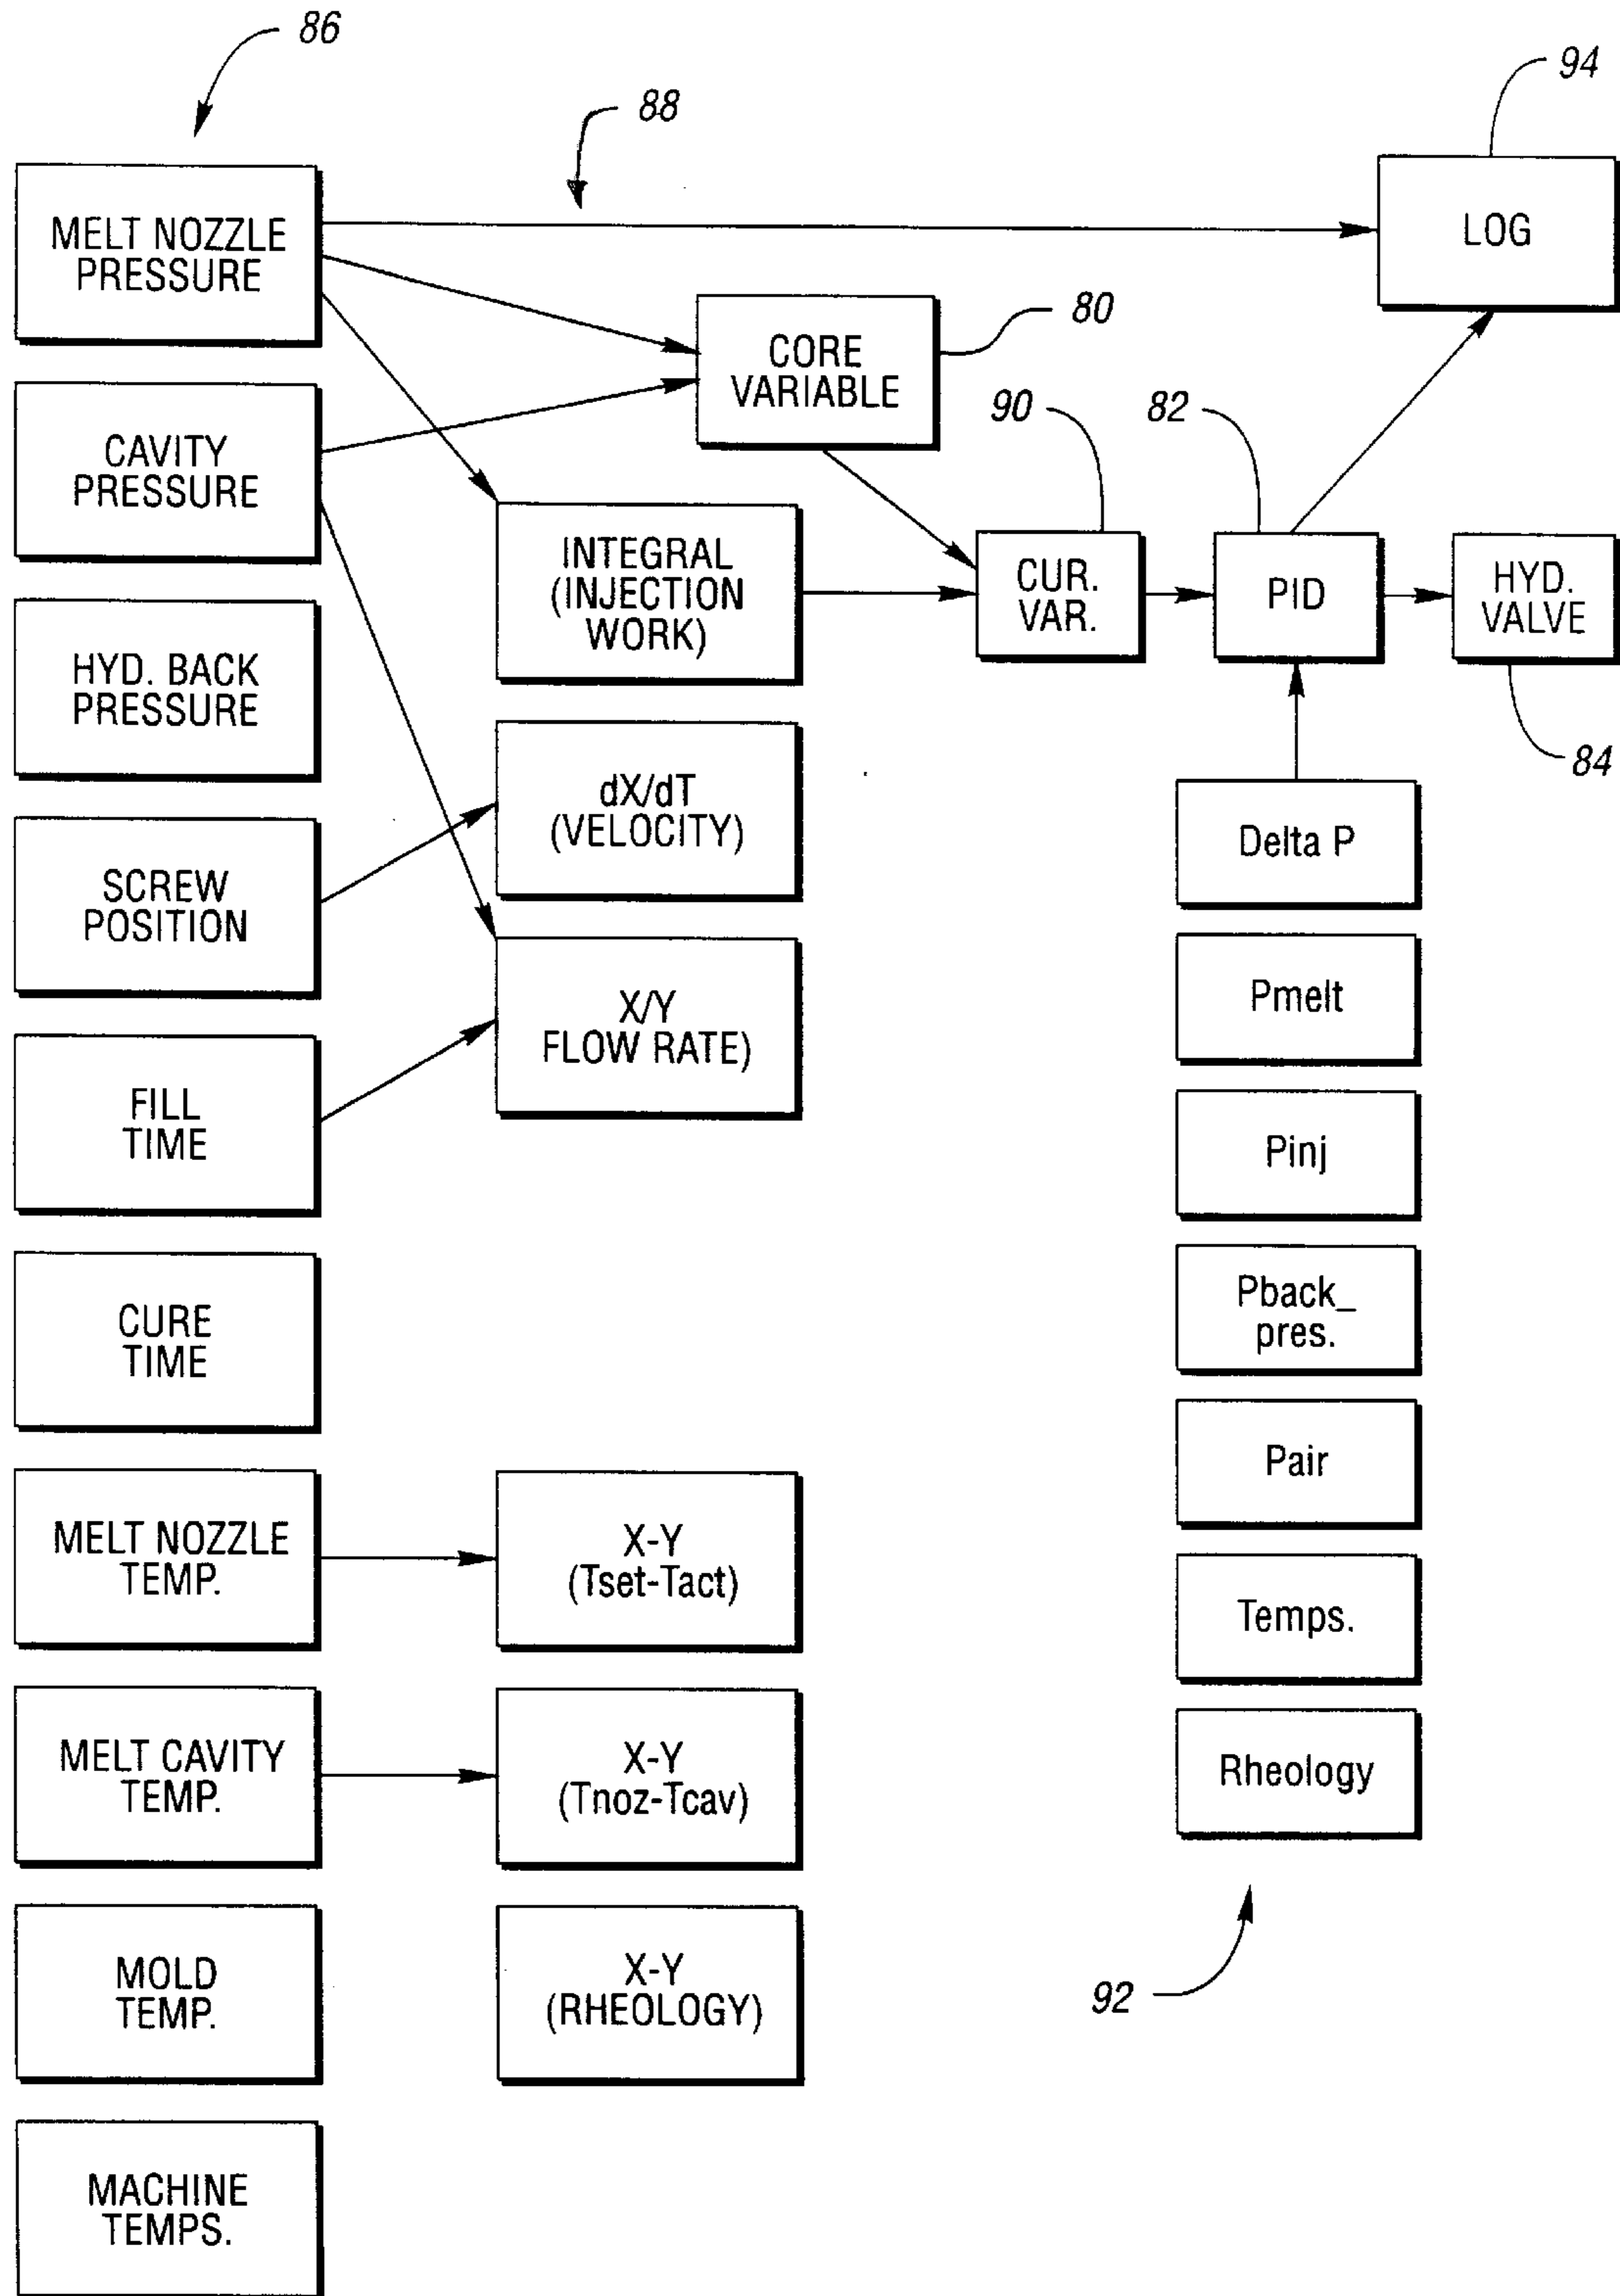 86
88
94
MELT NOZZLE
PRESSURE
LOG
CORE
VARIABLE
80
CAVITY
PRESSURE
90
82
INTEGRAL
(INJECTION
WORK)
CUR.
VAR.
PID
HYD.
VALVE
84
HYD. BACK
PRESSURE
dX/dT
(VELOCITY)
Delta P
SCREW
POSITION
X/Y
FLOW RATE)
Pmelt
FILL
TIME
Pinj
CURE
TIME
Pback_
pres.
Pair
MELT NOZZLE
TEMP.
X-Y
(Tset-Tact)
Temps.
MELT CAVITY
TEMP.
X-Y
(Tnoz-Tcav)
Rheology
MOLD
TEMP.
X-Y
(RHEOLOGY)
92
MACHINE
TEMPS.